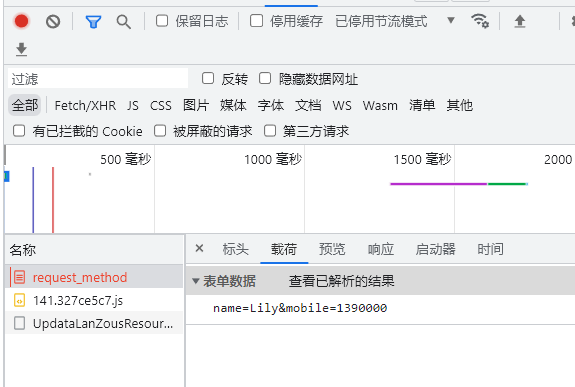 保留日志 停用缓存 已停用节流模式
过滤 反转 隐藏数据网址
全部 Fetch/XHR JS CSS 图片 媒体 字体 文档 WS Wasm 清单 其他
有已拦截的 Cookie 被屏蔽的请求 第三方请求
500 毫秒 1000 毫秒 1500 毫秒 2000
名称 × 标头 载荷 预览 响应 启动器 时间
request_method ▼表单数据 查看已解析的结果
141.327ce5c7.js name=Lily&mobile=1390000
UpdataLanZousResour...